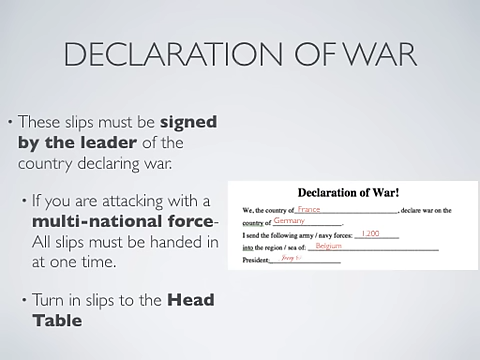 DECLARATION OF WAR
• These slips must be signed
by the leader of the
country declaring war.
• If you are attacking with a
multi-national force-
All slips must be handed in
at one time.
• Turn in slips to the Head
Table
Declaration of War!
We, the country of France, declare war on the
country of Germany.
I send the following army / navy forces: 1,200
into the region / sea of: Belgium
President: